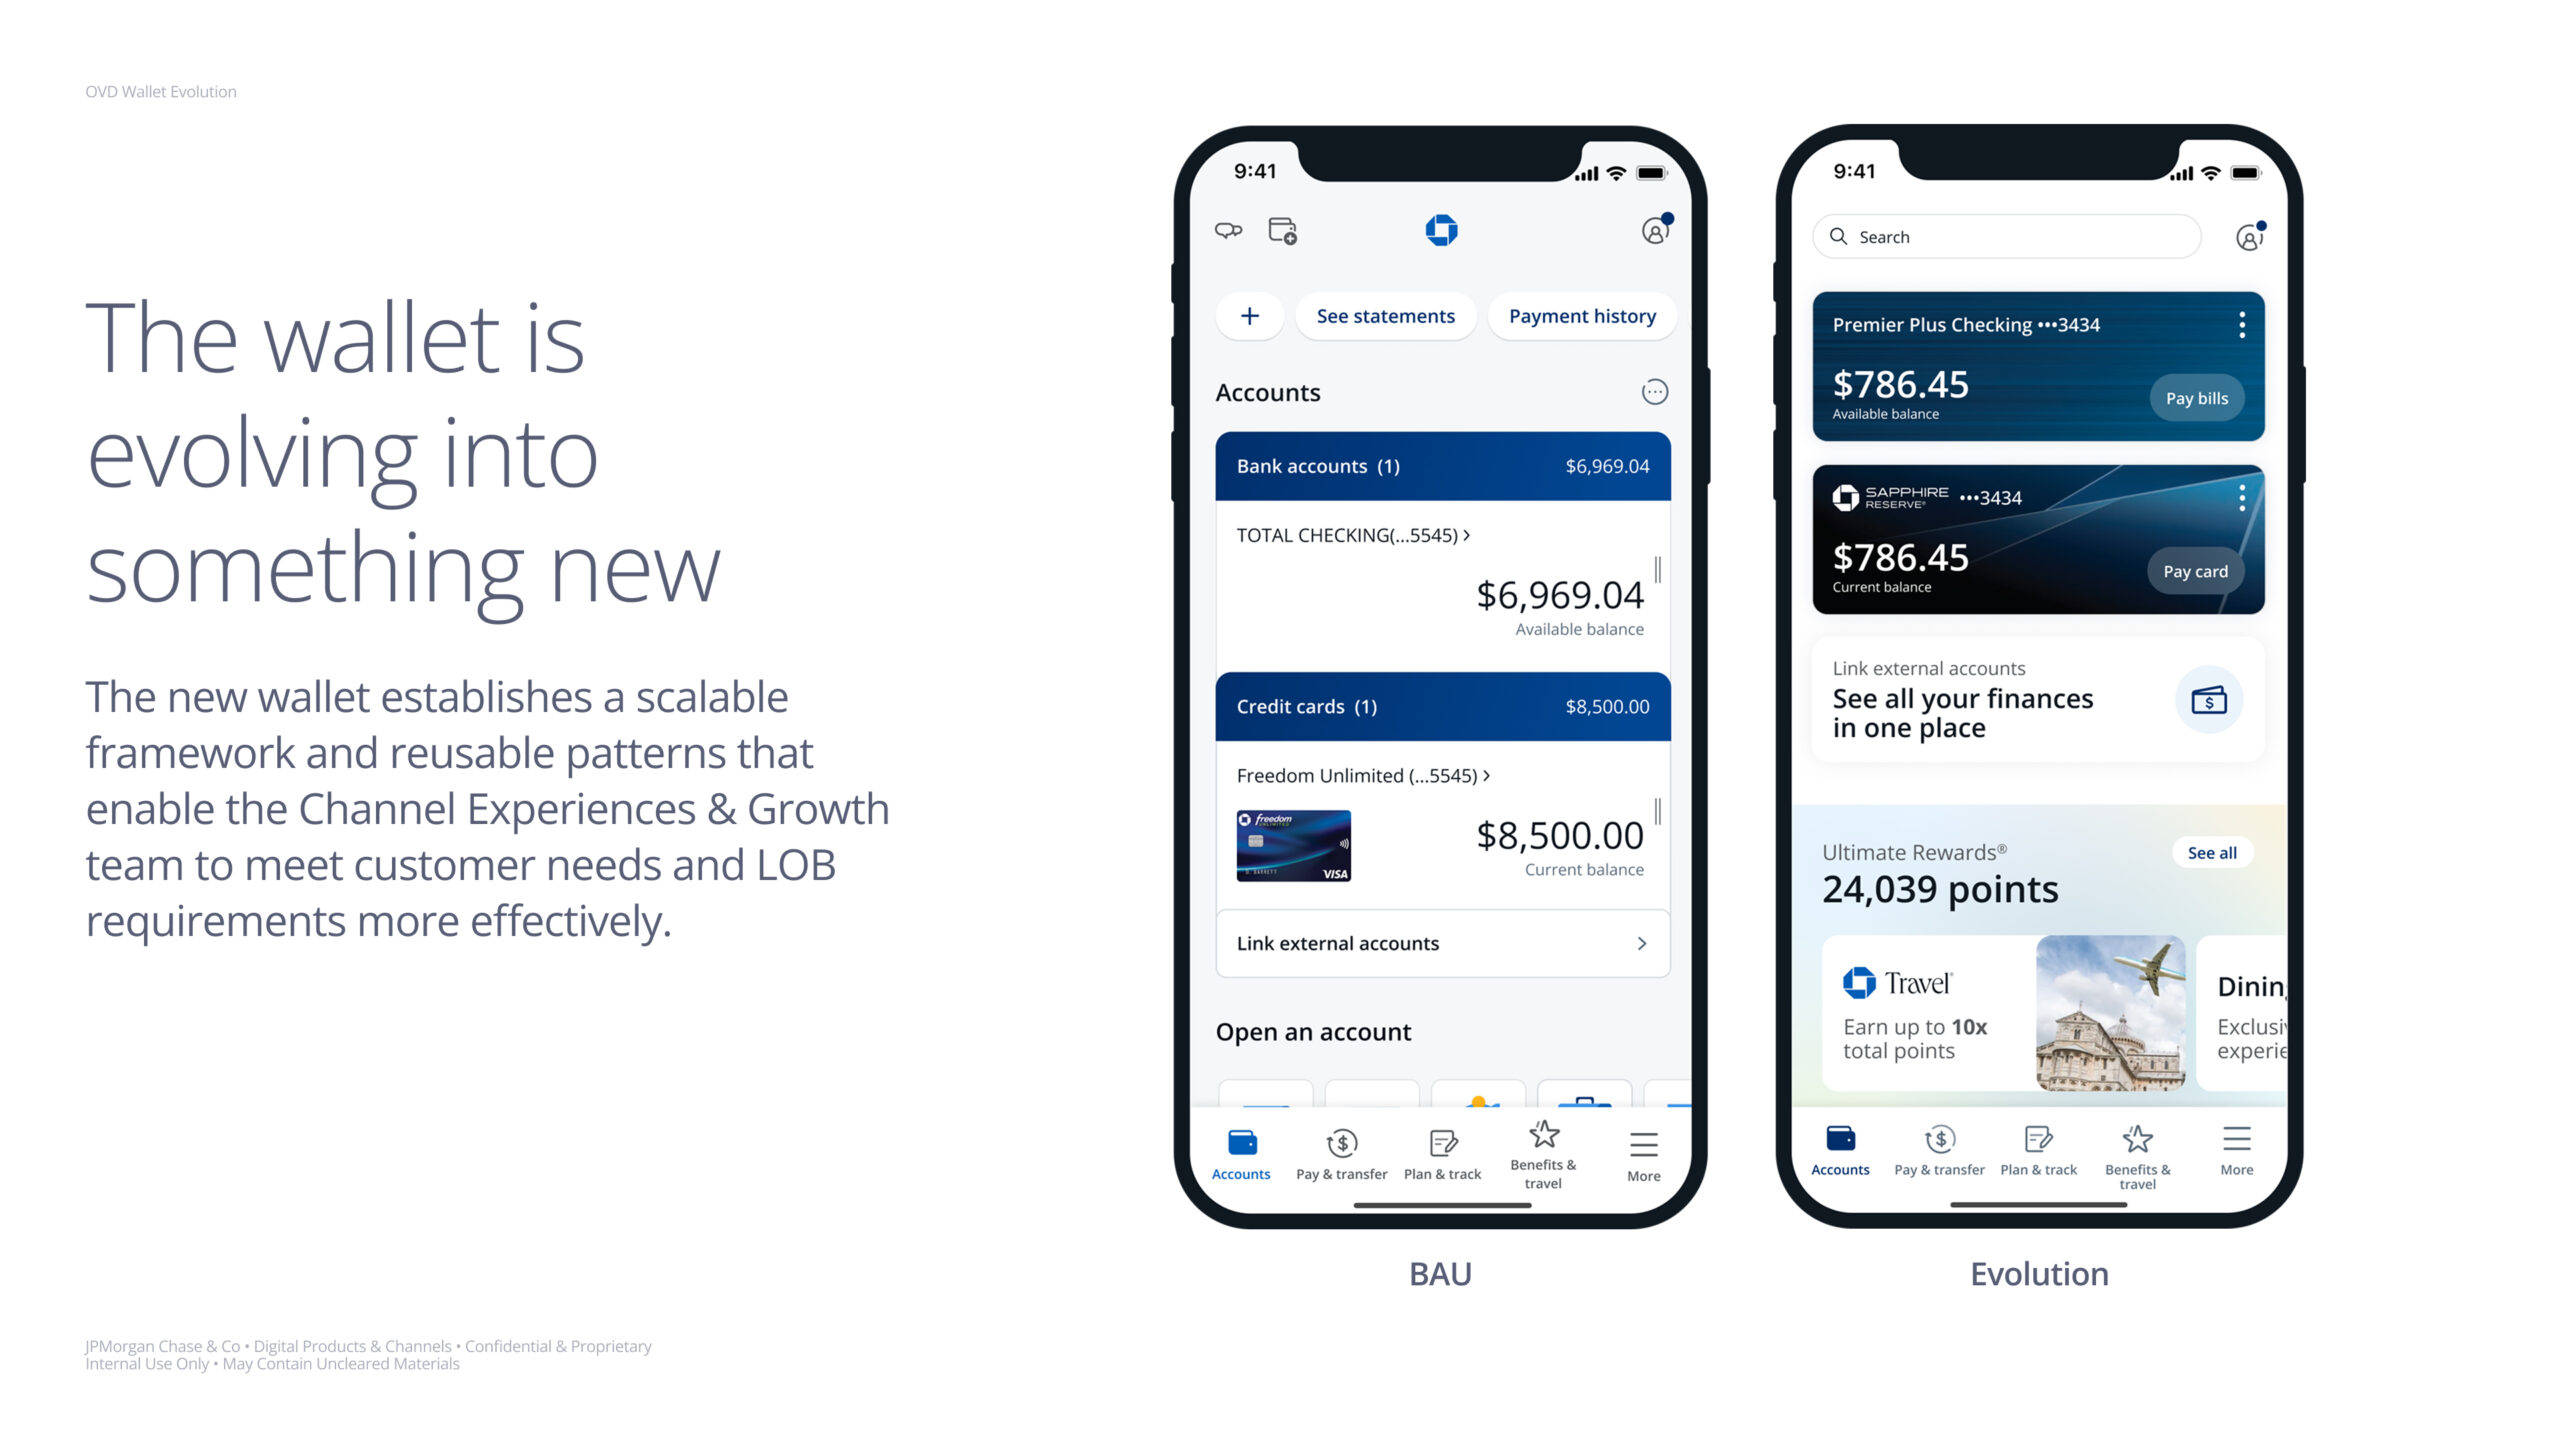 OVD Wallet Evolution
The wallet is
evolving into
something new
The new wallet establishes a scalable
framework and reusable patterns that
enable the Channel Experiences & Growth
team to meet customer needs and LOB
requirements more effectively.
JPMorgan Chase & Co • Digital Products & Channels • Confidential & Proprietary
Internal Use Only • May Contain Uncleared Materials
9:41
See statements
Payment history
Accounts
Bank accounts (1) $6,969.04
TOTAL CHECKING(...5545)
$6,969.04
Available balance
Credit cards (1) $8,500.00
Freedom Unlimited (...5545)
freedom
UNLIMITED
VISA
$8,500.00
Current balance
Link external accounts
Open an account
Accounts
Pay & transfer
Plan & track
Benefits &
travel
More
BAU
9:41
Search
Premier Plus Checking •••3434
$786.45
Available balance
Pay bills
SAPPHIRE
RESERVE®
•••3434
$786.45
Current balance
Pay card
Link external accounts
See all your finances
in one place
Ultimate Rewards®
24,039 points
See all
Travel
Earn up to 10x
total points
Accounts
Pay & transfer
Plan & track
Benefits &
travel
More
Evolution